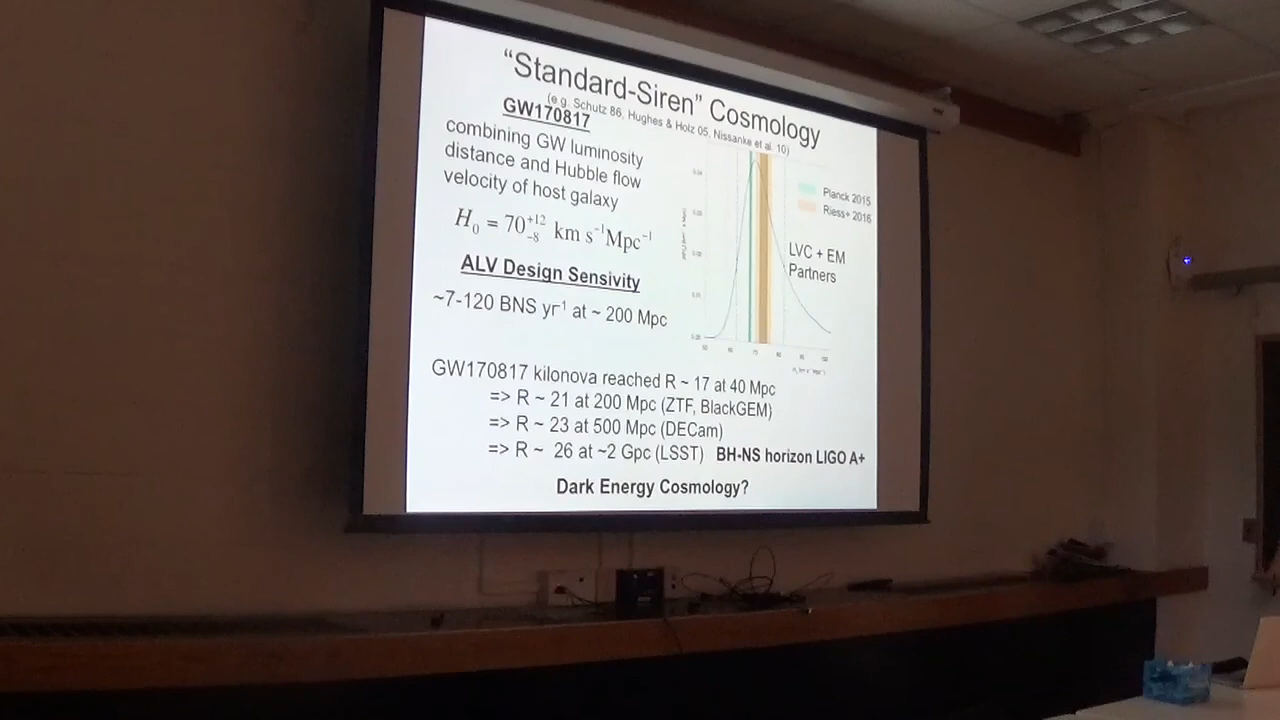 "Standard-Siren" Cosmology
(e.g. Schutz 86, Hughes & Holz 05, Nissanke et al. 10)
GW170817
combining GW luminosity
distance and Hubble flow
velocity of host galaxy
H₀ = 70⁺¹²₋₈ km s⁻¹Mpc⁻¹
ALV Design Sensivity
~7-120 BNS yr⁻¹ at ~ 200 Mpc
Planck 2015
Riess+ 2016
LVC + EM
Partners
GW170817 kilonova reached R ~ 17 at 40 Mpc
=> R ~ 21 at 200 Mpc (ZTF, BlackGEM)
=> R ~ 23 at 500 Mpc (DECam)
=> R ~ 26 at ~2 Gpc (LSST) BH-NS horizon LIGO A+
Dark Energy Cosmology?